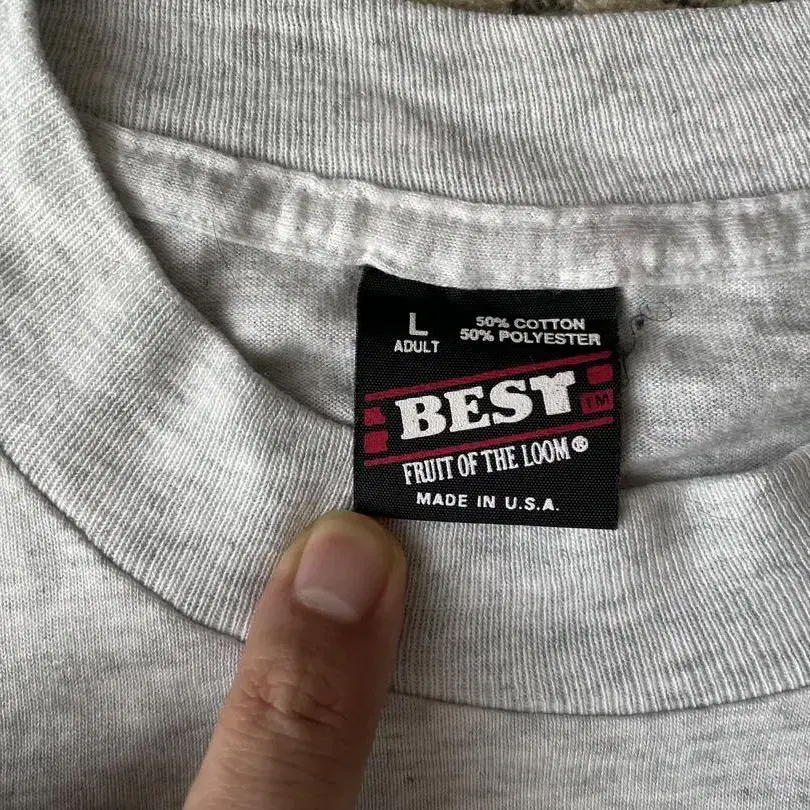 L
ADULT
50% COTTON
50% POLYESTER
BEST TM
FRUIT OF THE LOOM®
MADE IN U.S.A.